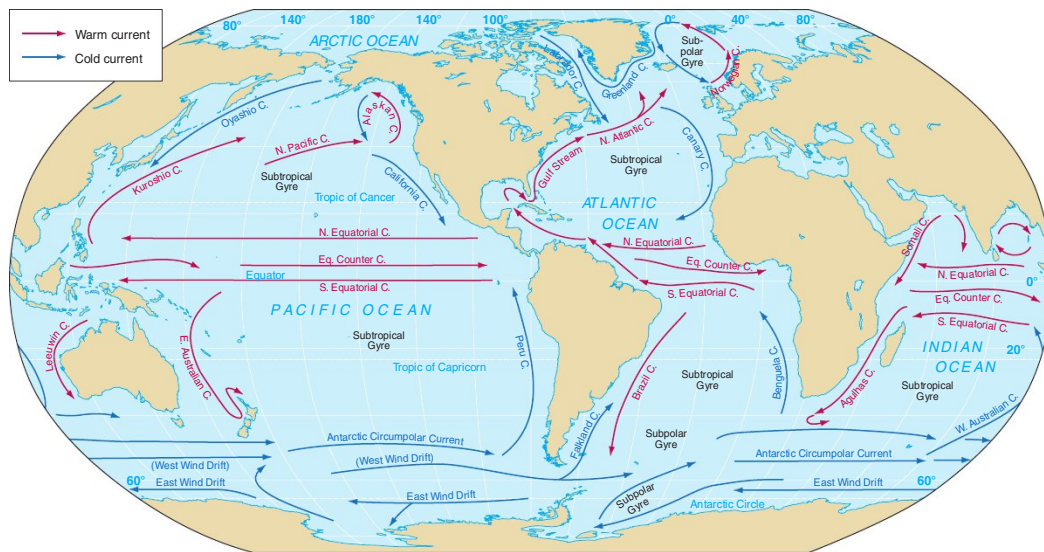 Warm current
Cold current
80°
140°
160°
180°
160°
140°
100°
80°
0°
40°
80°
ARCTIC OCEAN
Labrador C.
Greenland C.
Sub-
polar
Gyre
Norwegian C.
Oyashio C.
Alaskan C.
N. Pacific C.
Kuroshio C.
Subtropical
Gyre
California C.
Tropic of Cancer
Gulf Stream
N. Atlantic C.
Subtropical
Gyre
Canary C.
ATLANTIC
OCEAN
Somali C.
N. Equatorial C.
Eq. Counter C.
Equator
S. Equatorial C.
N. Equatorial C.
Eq. Counter C.
S. Equatorial C.
N. Equatorial C.
0°
Eq. Counter C.
S. Equatorial C.
PACIFIC OCEAN
Subtropical
Gyre
Tropic of Capricorn
Leeuwin C.
E. Australian C.
Peru C.
Brazil C.
Subtropical
Gyre
Benguela C.
Agulhas C.
INDIAN
OCEAN
20°
Subtropical
Gyre
W. Australian C.
Falkland C.
Subpolar
Gyre
Antarctic Circumpolar Current
(West Wind Drift)
(West Wind Drift)
Antarctic Circumpolar Current
60°
East Wind Drift
East Wind Drift
Subpolar
Gyre
East Wind Drift
60°
Antarctic Circle